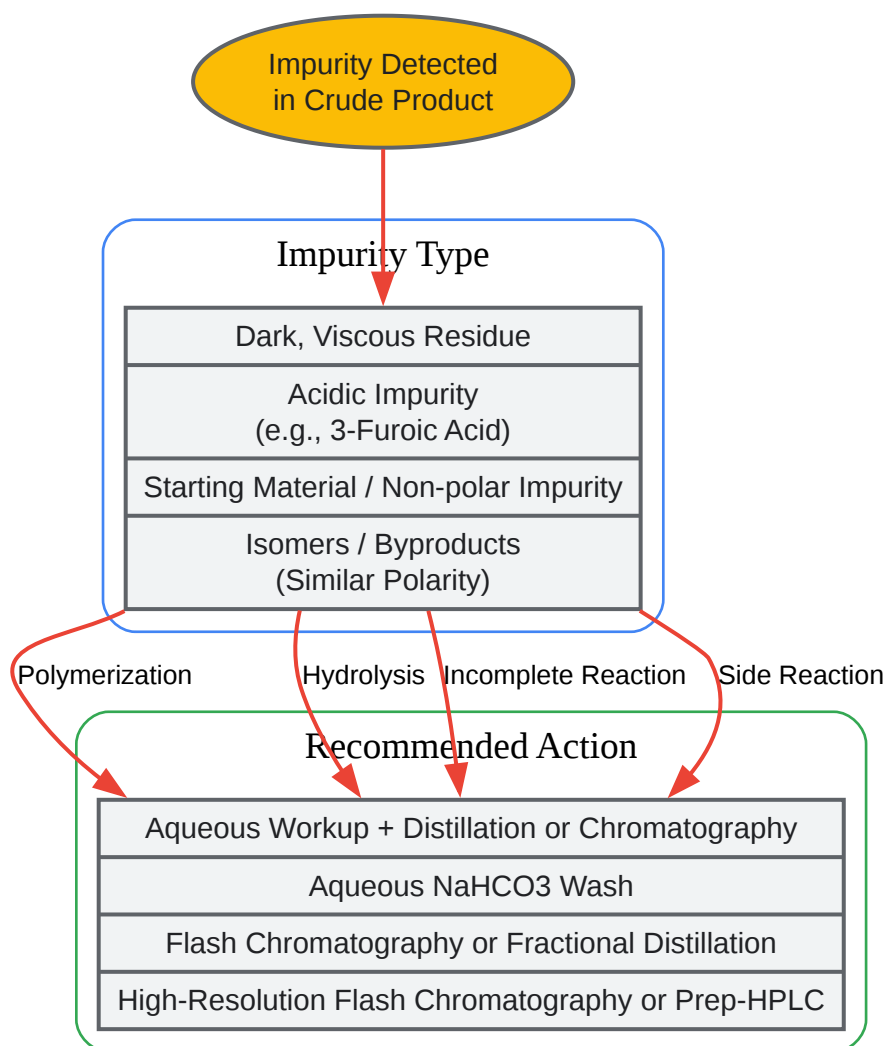 Impurity Detected
in Crude Product
Impurity Type
Dark, Viscous Residue
Acidic Impurity
(e.g., 3-Furoic Acid)
Starting Material / Non-polar Impurity
Isomers / Byproducts
(Similar Polarity)
Polymerization
Hydrolysis
Incomplete Reaction
Side Reaction
Recommended Action
Aqueous Workup + Distillation or Chromatography
Aqueous NaHCO3 Wash
Flash Chromatography or Fractional Distillation
High-Resolution Flash Chromatography or Prep-HPLC